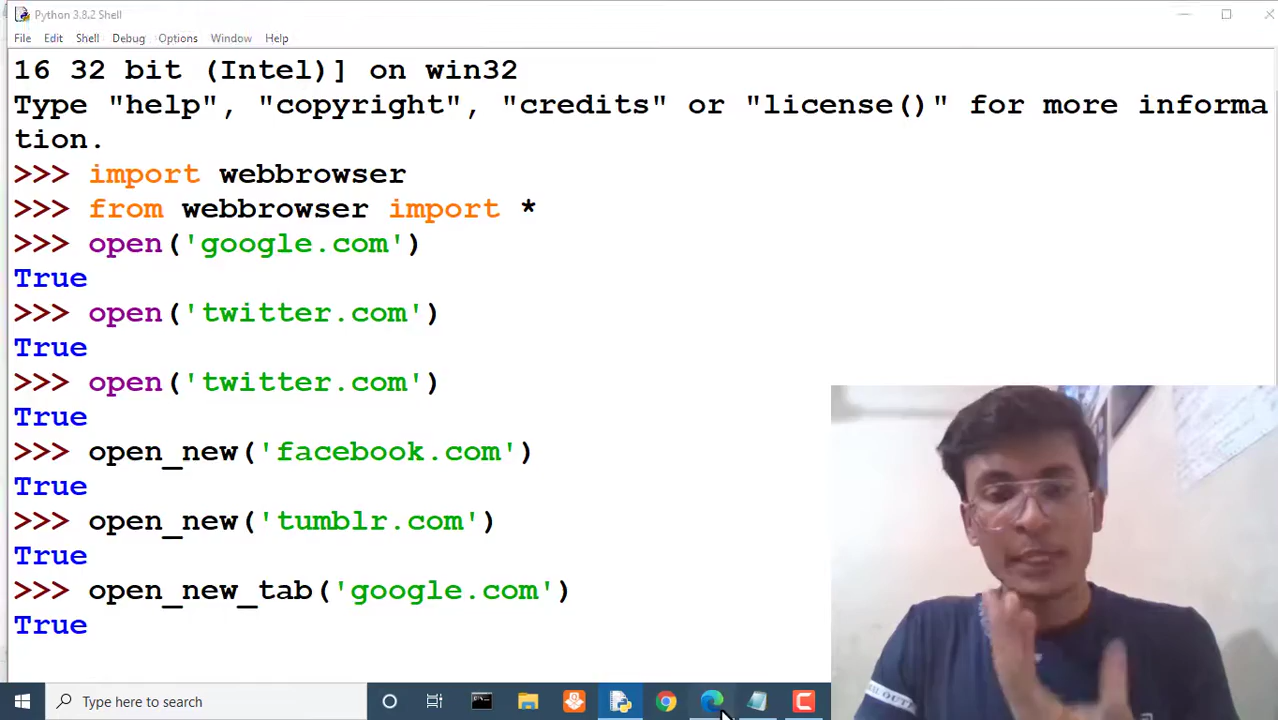 Python 3.8.2 Shell
File Edit Shell Debug Options Window Help
16 32 bit (Intel)] on win32
Type "help", "copyright", "credits" or "license()" for more informa
tion.
>>> import webbrowser
>>> from webbrowser import *
>>> open('google.com')
True
>>> open('twitter.com')
True
>>> open('twitter.com')
True
>>> open_new('facebook.com')
True
>>> open_new('tumblr.com')
True
>>> open_new_tab('google.com')
True
Type here to search